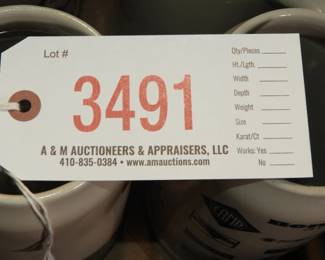 Lot #
3491
Qty/Pieces
Ht./Lgth.
Width
Depth
Weight
Size
Karat/Ct
Works: Yes
No
A & M AUCTIONEERS & APPRAISERS, LLC
410-835-0384 • www.amauctions.com